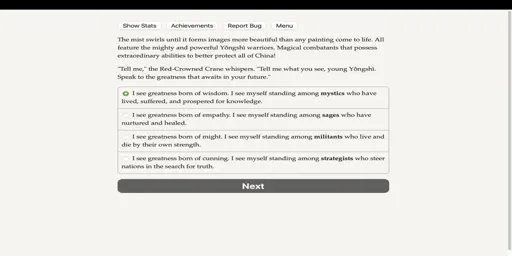 Show Stats Achievements Report Bug Menu
The mist swirls until it forms images more beautiful than any painting come to life. All
feature the mighty and powerful Yǒngshì warriors. Magical combatants that possess
extraordinary abilities to better protect all of China!
"Tell me," the Red-Crowned Crane whispers. "Tell me what you see, young Yǒngshì.
Speak to the greatness that awaits in your future."
I see greatness born of wisdom. I see myself standing among mystics who have
lived, suffered, and prospered for knowledge.
I see greatness born of empathy. I see myself standing among sages who have
nurtured and healed.
I see greatness born of might. I see myself standing among militants who live and
die by their own strength.
I see greatness born of cunning. I see myself standing among strategists who steer
nations in the search for truth.
Next